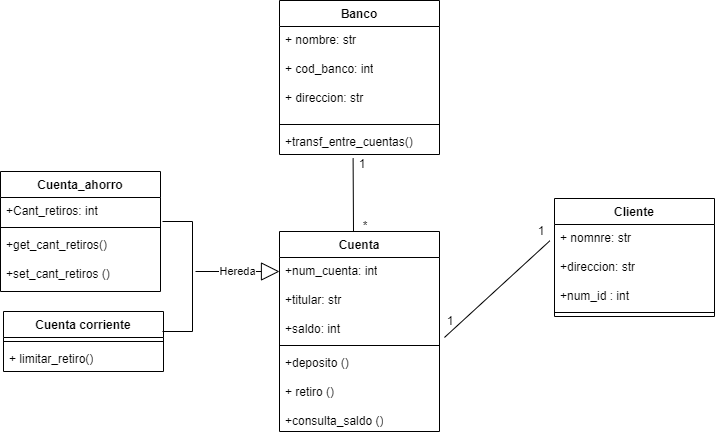 Banco
+ nombre: str
+ cod_banco: int
+ direccion: str
+transf_entre_cuentas()
1
*
Cuenta_ahorro
+Cant_retiros: int
+get_cant_retiros()
+set_cant_retiros ()
Cuenta corriente
+ limitar_retiro()
Hereda
Cuenta
+num_cuenta: int
+titular: str
+saldo: int
+deposito ()
+ retiro ()
+consulta_saldo ()
1
1
Cliente
+ nomnre: str
+direccion: str
+num_id : int